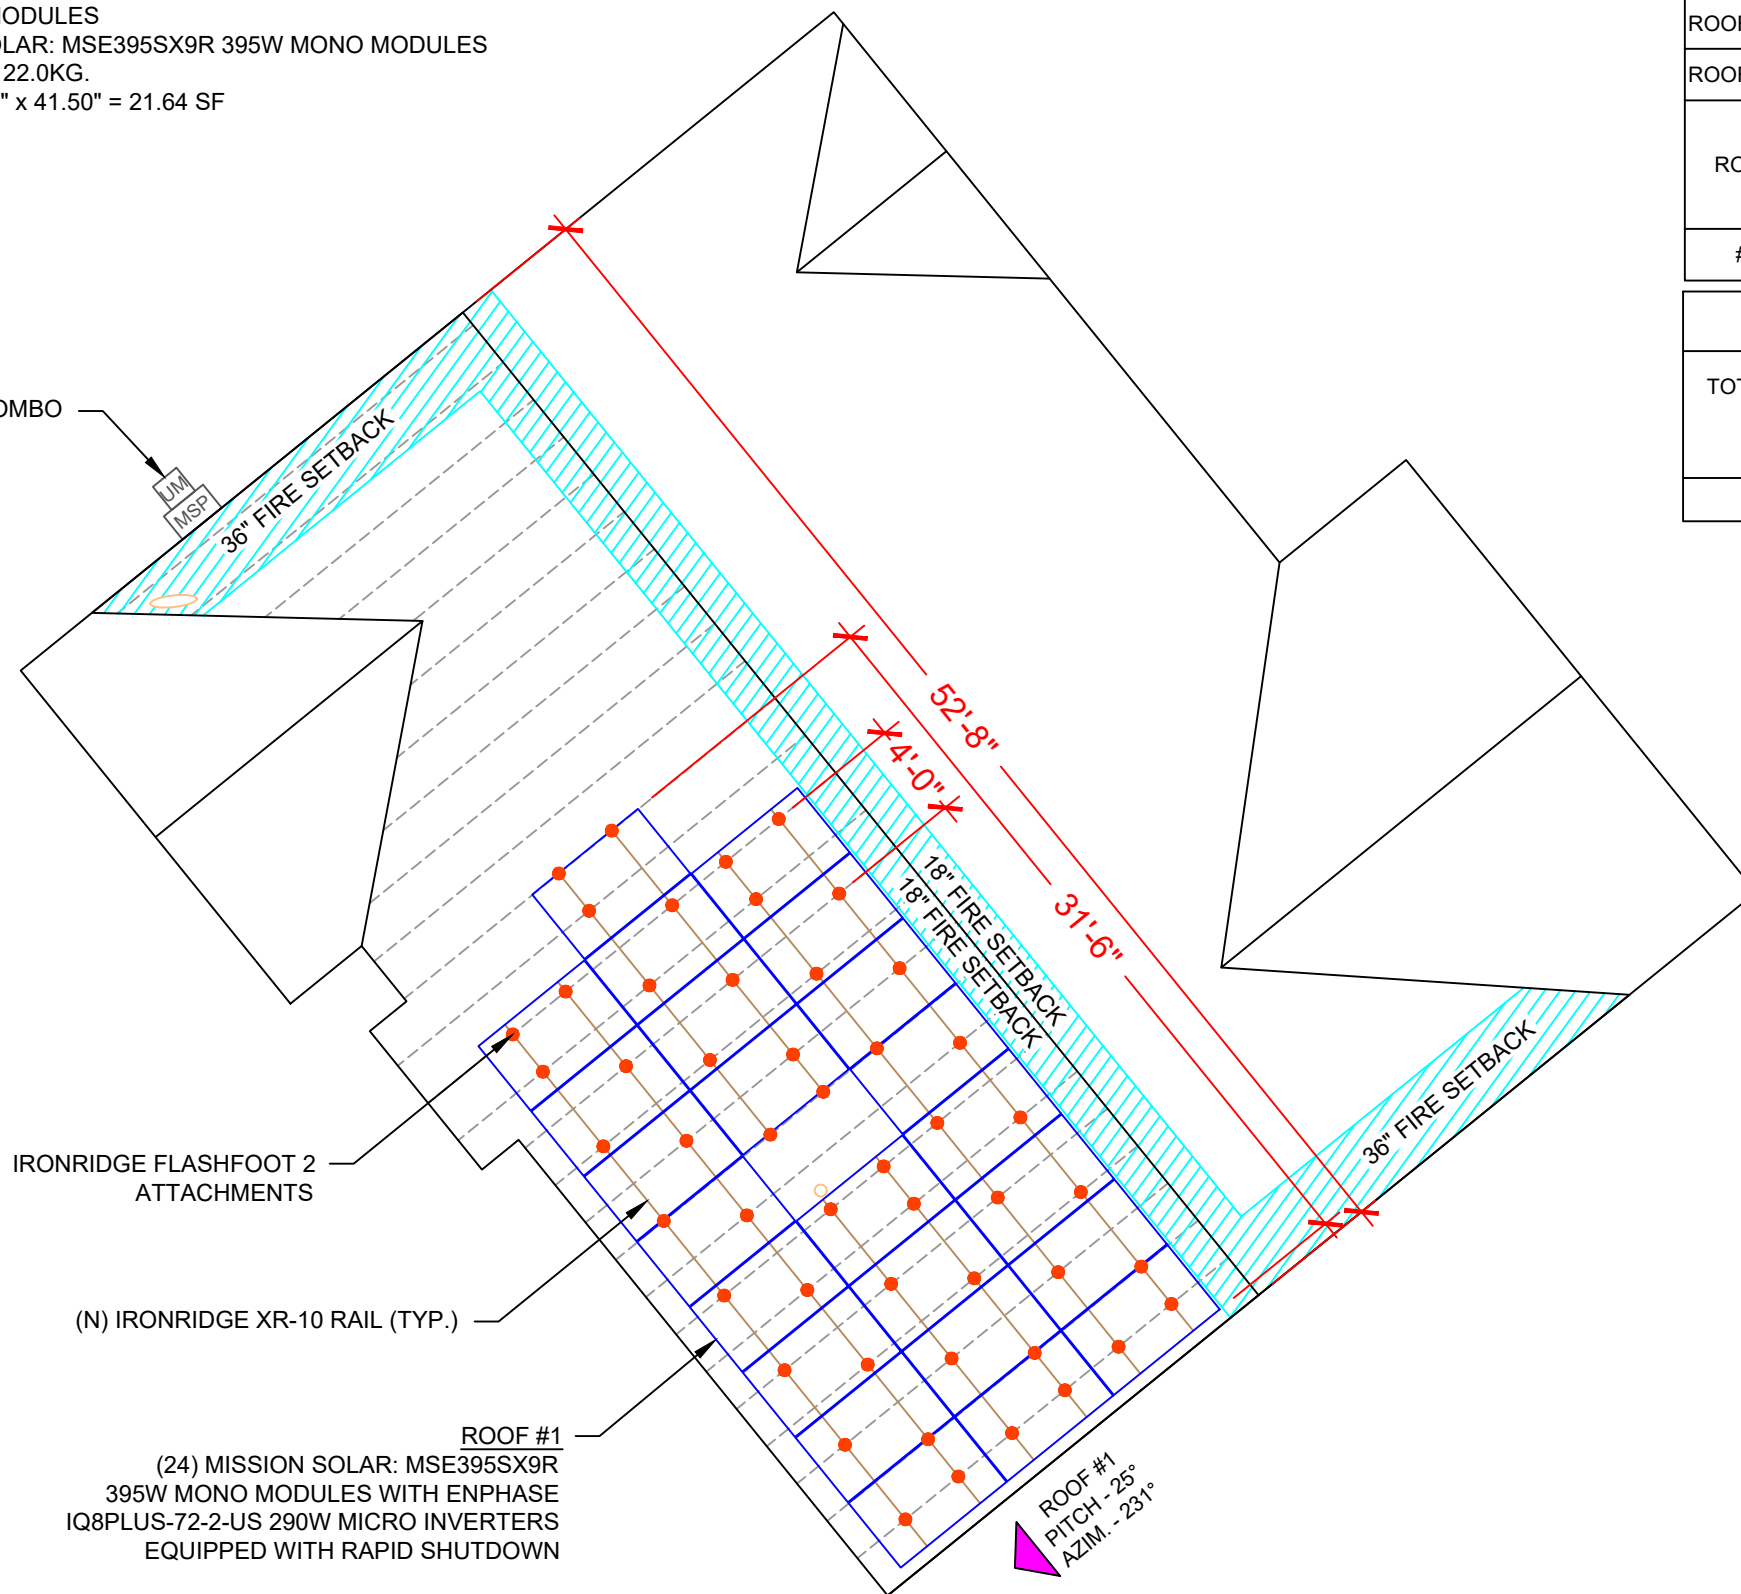 MODULES
OLAR: MSE395SX9R 395W MONO MODULES
22.0KG.
" x 41.50" = 21.64 SF
ROOF
ROOF
#
OMBO
UM
MSP
36" FIRE SETBACK
52'-8"
4'-0"
31'-6"
18" FIRE SETBACK
18" FIRE SETBACK
36" FIRE SETBACK
IRONRIDGE FLASHFOOT 2
ATTACHMENTS
(N) IRONRIDGE XR-10 RAIL (TYP.)
ROOF #1
(24) MISSION SOLAR: MSE395SX9R
395W MONO MODULES WITH ENPHASE
IQ8PLUS-72-2-US 290W MICRO INVERTERS
EQUIPPED WITH RAPID SHUTDOWN
ROOF #1
PITCH - 25°
AZIM. - 231°